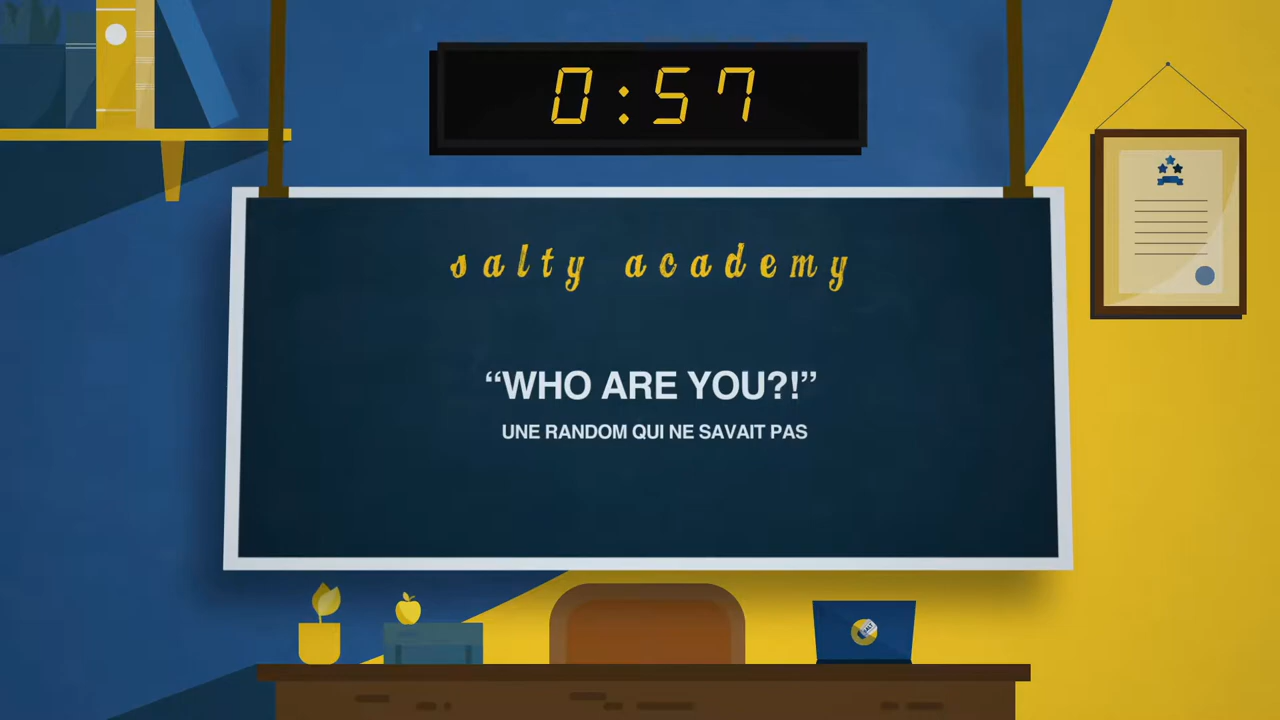 0:57
salty academy
“WHO ARE YOU?!”
UNE RANDOM QUI NE SAVAIT PAS